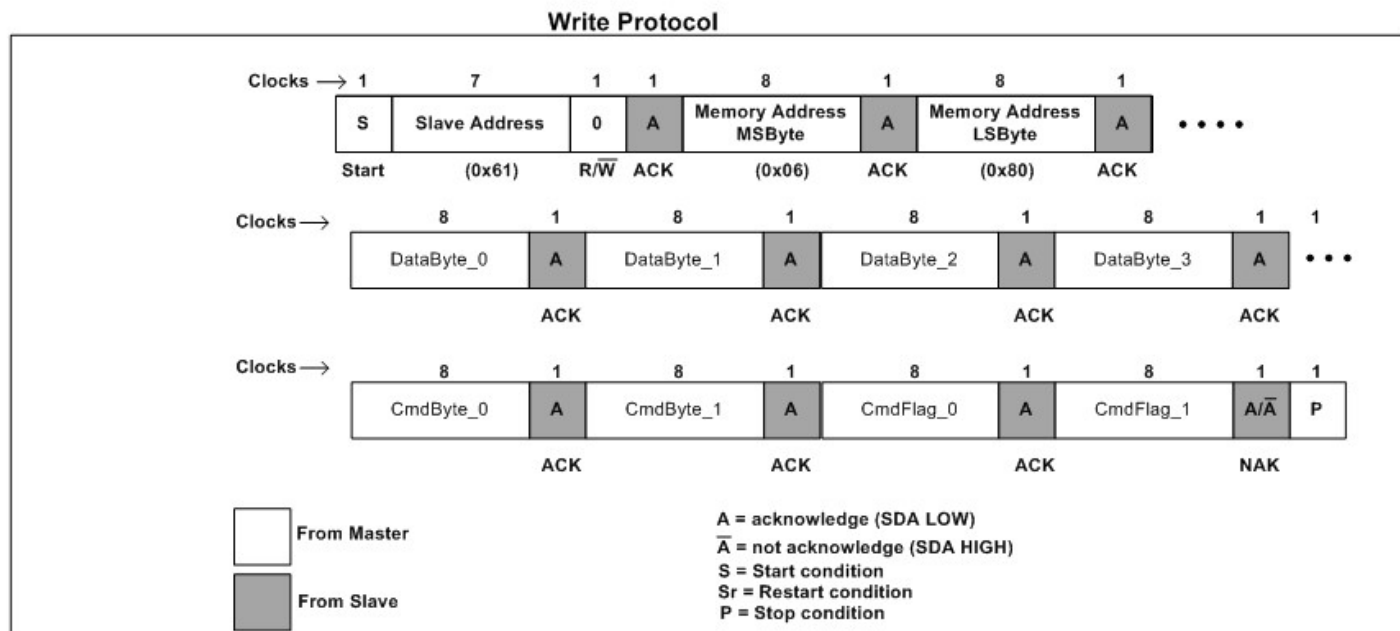 Write Protocol
Clocks → 1 7 1 1 8 1 8 1
S Slave Address 0 A Memory Address MSByte A Memory Address LSByte A • • • •
Start (0x61) R/W̅ ACK (0x06) ACK (0x80) ACK
Clocks → 8 1 8 1 8 1 8 1 1
DataByte_0 A DataByte_1 A DataByte_2 A DataByte_3 A • • •
ACK ACK ACK ACK
Clocks → 8 1 8 1 8 1 8 1 1
CmdByte_0 A CmdByte_1 A CmdFlag_0 A CmdFlag_1 A/A̅ P
ACK ACK ACK NAK
From Master
From Slave
A = acknowledge (SDA LOW)
A̅ = not acknowledge (SDA HIGH)
S = Start condition
Sr = Restart condition
P = Stop condition